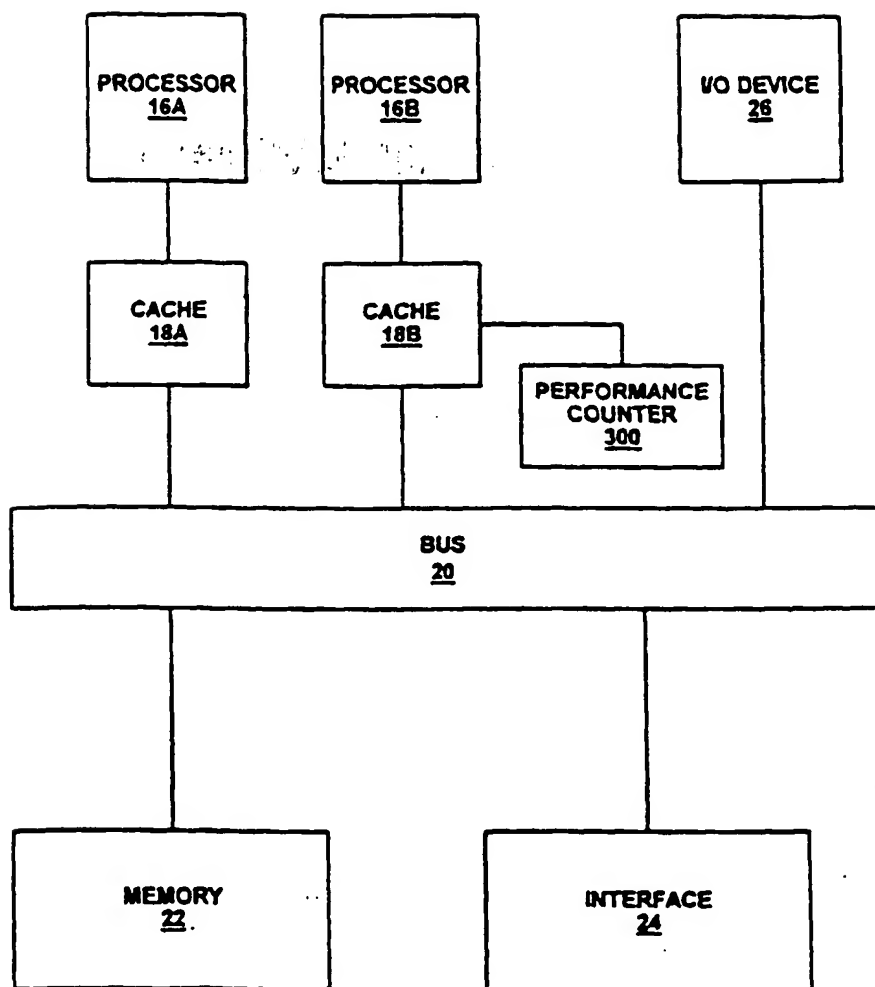 PROCESSOR
16A
PROCESSOR
16B
I/O DEVICE
26
CACHE
18A
CACHE
18B
PERFORMANCE
COUNTER
300
BUS
20
MEMORY
22
INTERFACE
24